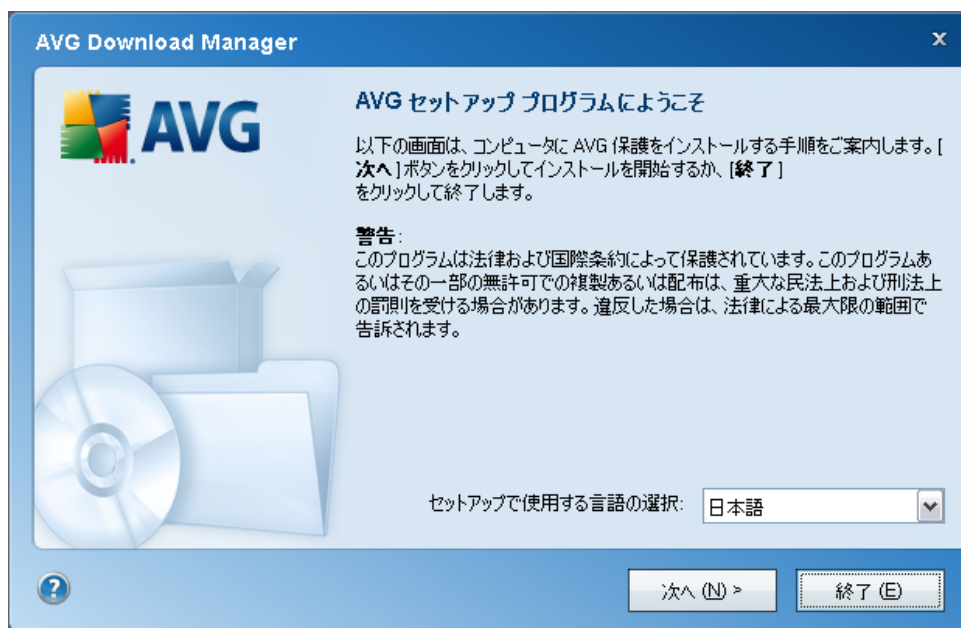 AVG Download Manager
x
AVG
AVG セットアップ プログラムにようこそ
以下の画面は、コンピュータに AVG 保護をインストールする手順をご案内します。[
次へ]ボタンをクリックしてインストールを開始するか、[終了]
をクリックして終了します。
警告:
このプログラムは法律および国際条約によって保護されています。このプログラムあ
るいはその一部の無許可での複製あるいは配布は、重大な民法上および刑法上
の罰則を受ける場合があります。違反した場合は、法律による最大限の範囲で
告訴されます。
セットアップで使用する言語の選択:
日本語
?
次へ (N) >
終了 (E)